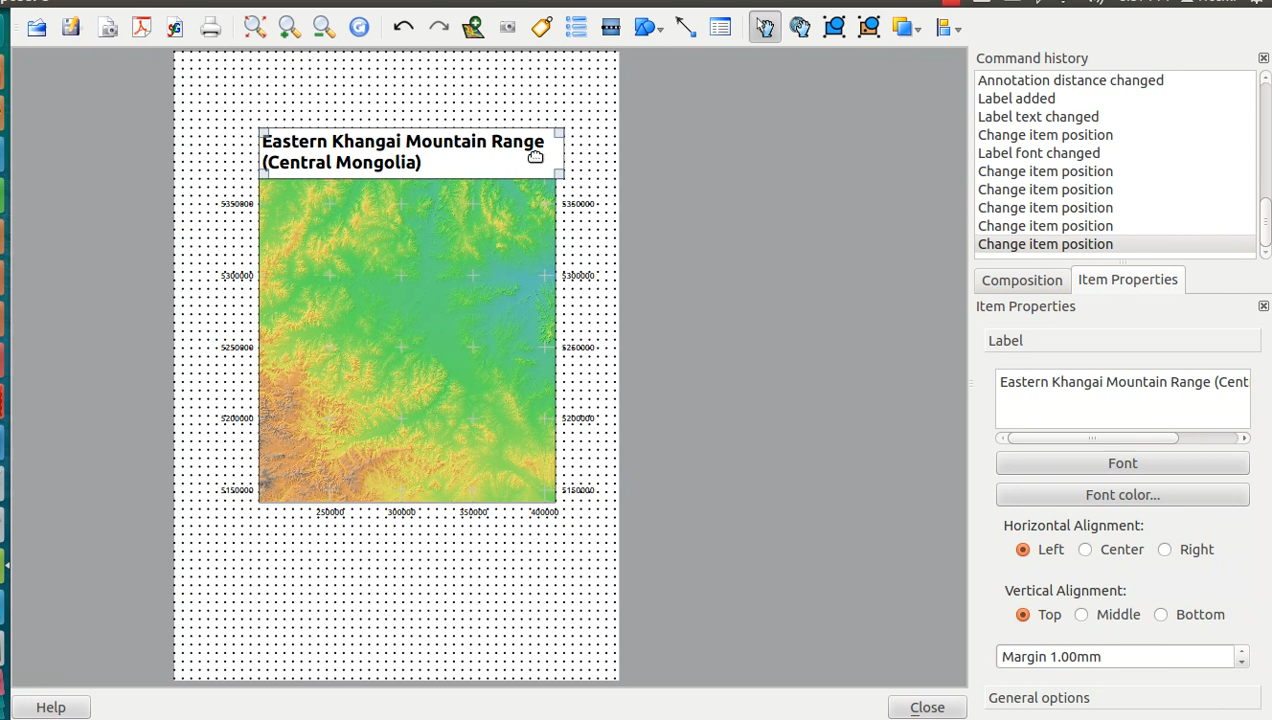 Command history
Annotation distance changed
Label added
Label text changed
Change item position
Label font changed
Change item position
Change item position
Change item position
Change item position
Change item position
Composition
Item Properties
Item Properties
Label
Eastern Khangai Mountain Range (Cent
Font
Font color...
Horizontal Alignment:
Left
Center
Right
Vertical Alignment:
Top
Middle
Bottom
Margin 1.00mm
General options
Eastern Khangai Mountain Range
(Central Mongolia)
5350000
5350000
5300000
5300000
5250000
5250000
5200000
5200000
5150000
5150000
250000
300000
350000
400000
Help
Close